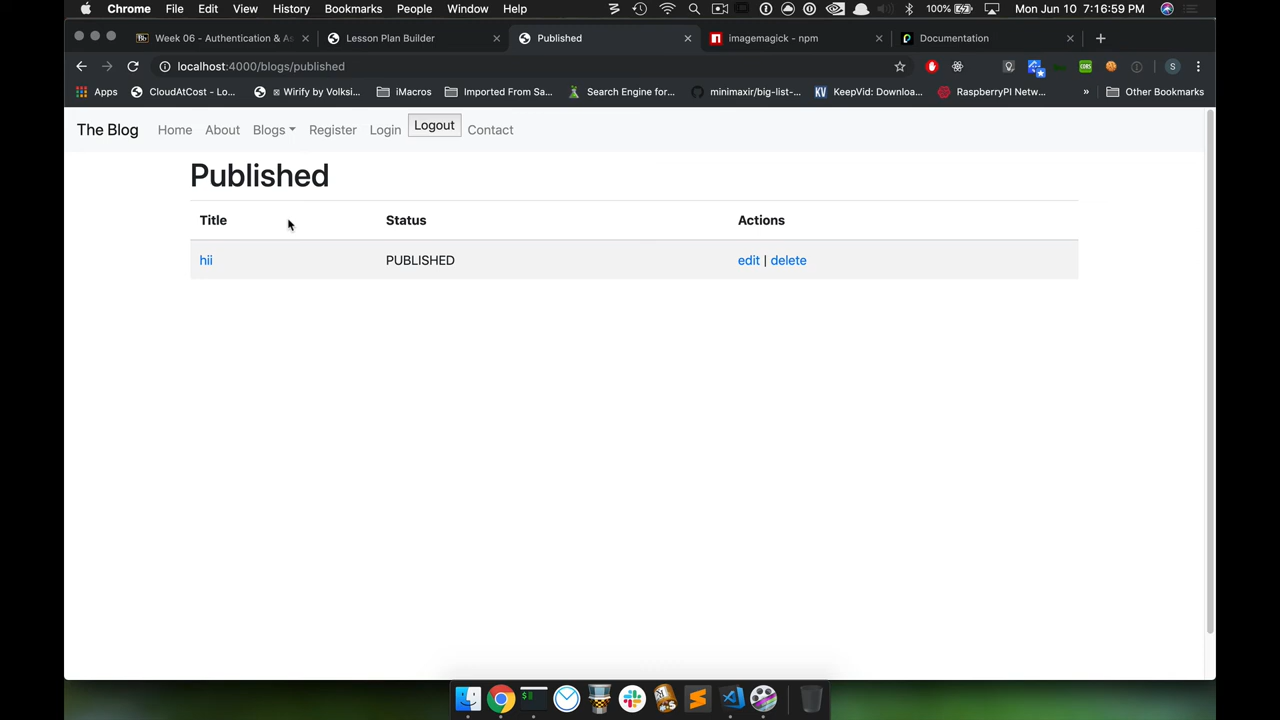 Chrome File Edit View History Bookmarks People Window Help 100% Mon Jun 10 7:16:59 PM
Week 06 - Authentication & As Lesson Plan Builder Published imagemagick - npm Documentation
localhost:4000/blogs/published S
Apps CloudAtCost - Lo... Wirify by Volksi... iMacros Imported From Sa... Search Engine for... minimaxir/big-list-... KV KeepVid: Downloa... RaspberryPI Netw... » Other Bookmarks
The Blog Home About Blogs Register Login Logout Contact
Published
Title Status Actions
hii PUBLISHED edit | delete